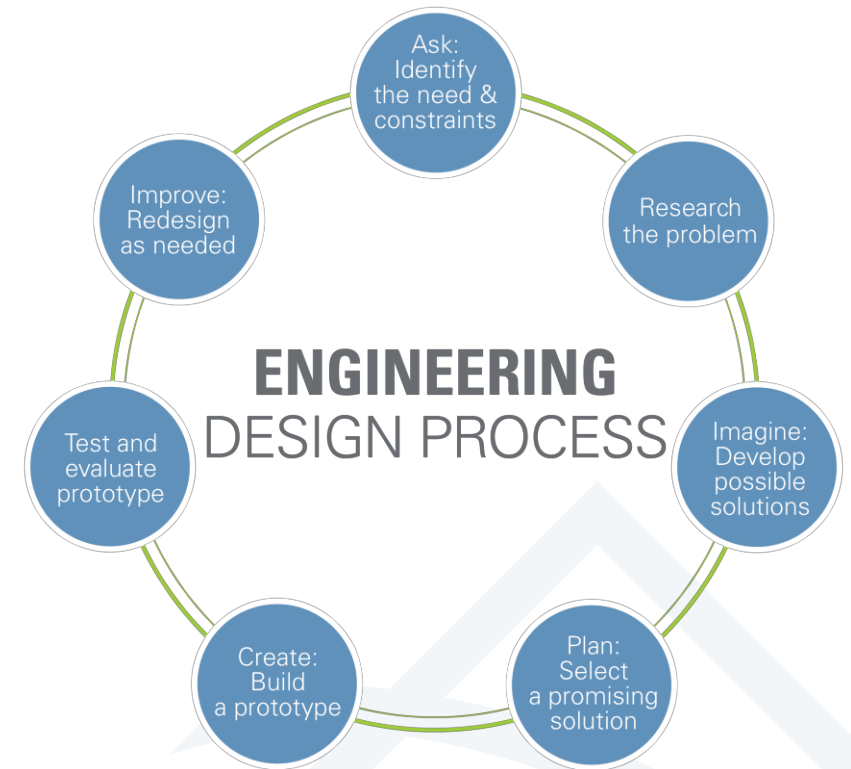 Ask:
Identify
the need &
constraints
Research
the problem
Imagine:
Develop
possible
solutions
Plan:
Select
a promising
solution
Create:
Build
a prototype
Test and
evaluate
prototype
Improve:
Redesign
as needed
ENGINEERING
DESIGN PROCESS